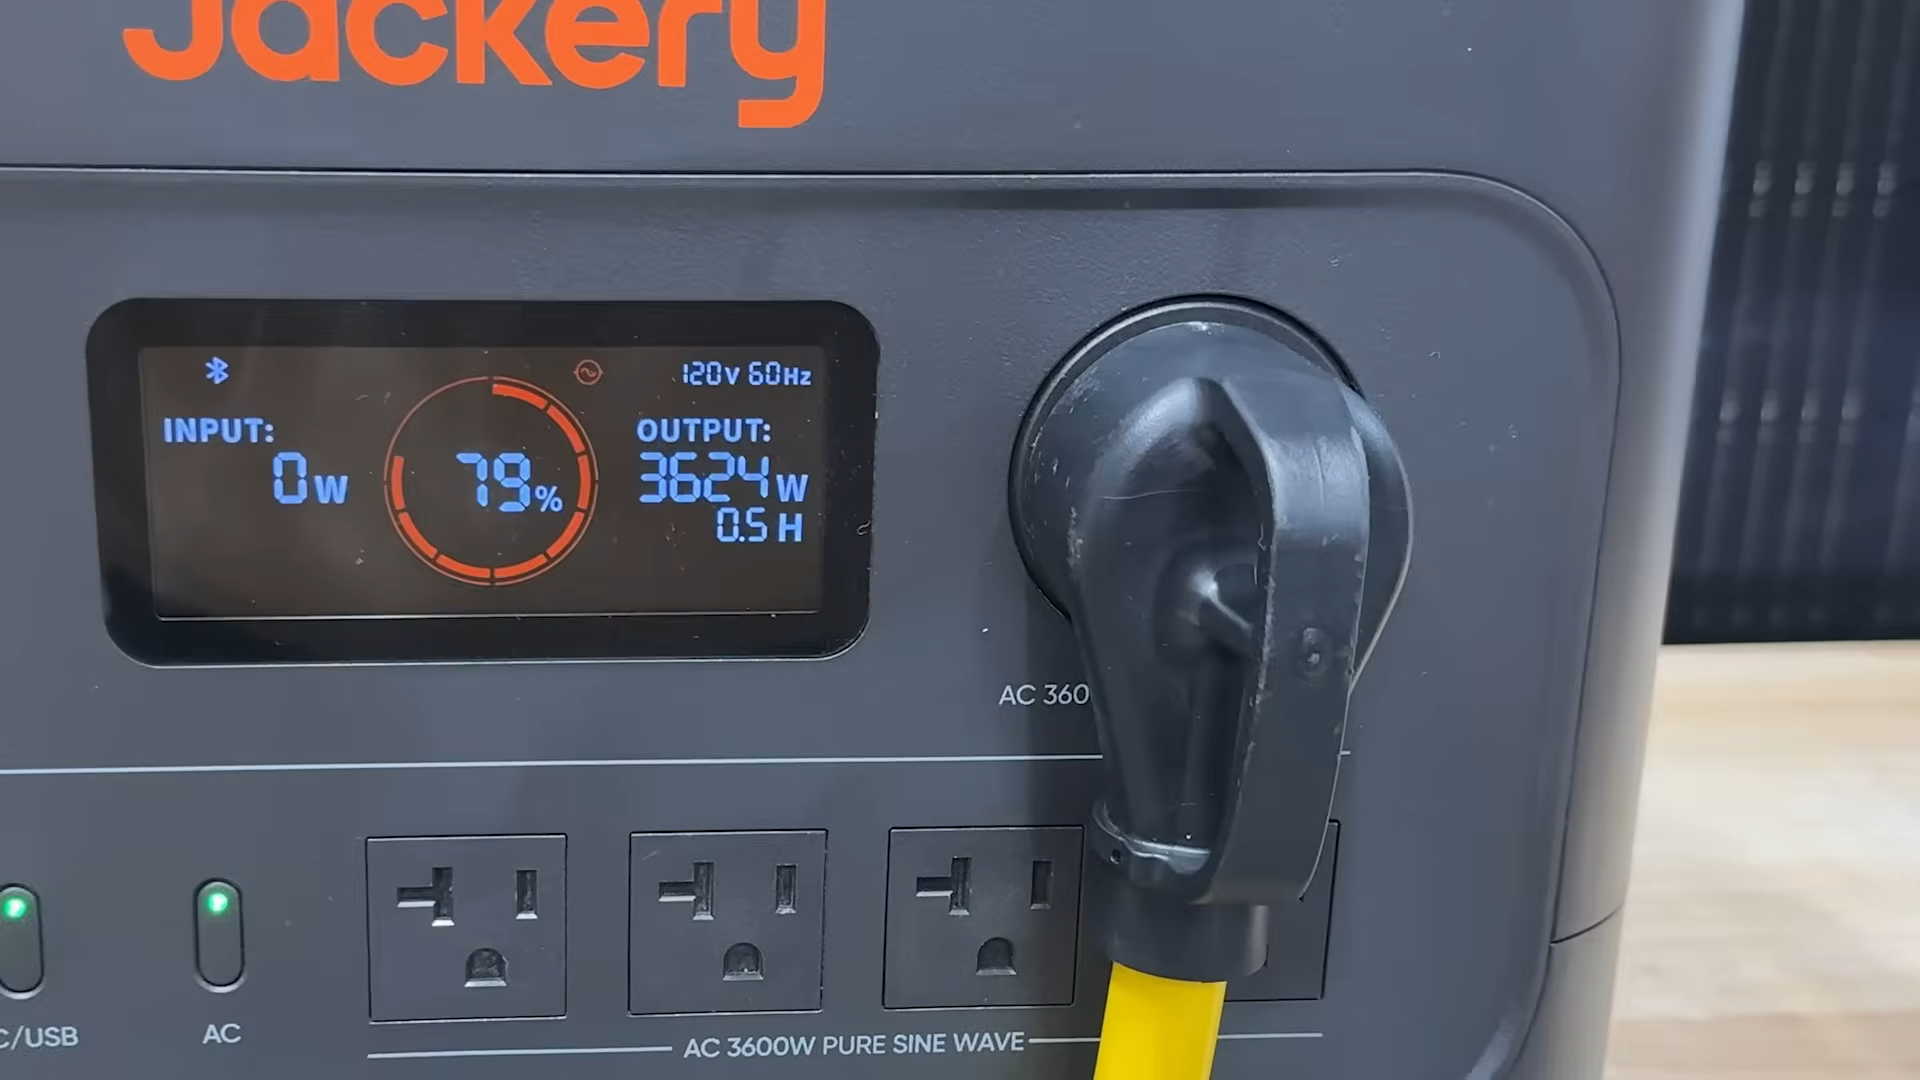 Jackery
120V 60Hz
INPUT:
0W
79%
OUTPUT:
3624W
0.5 H
AC 360
C/USB
AC
AC 3600W PURE SINE WAVE